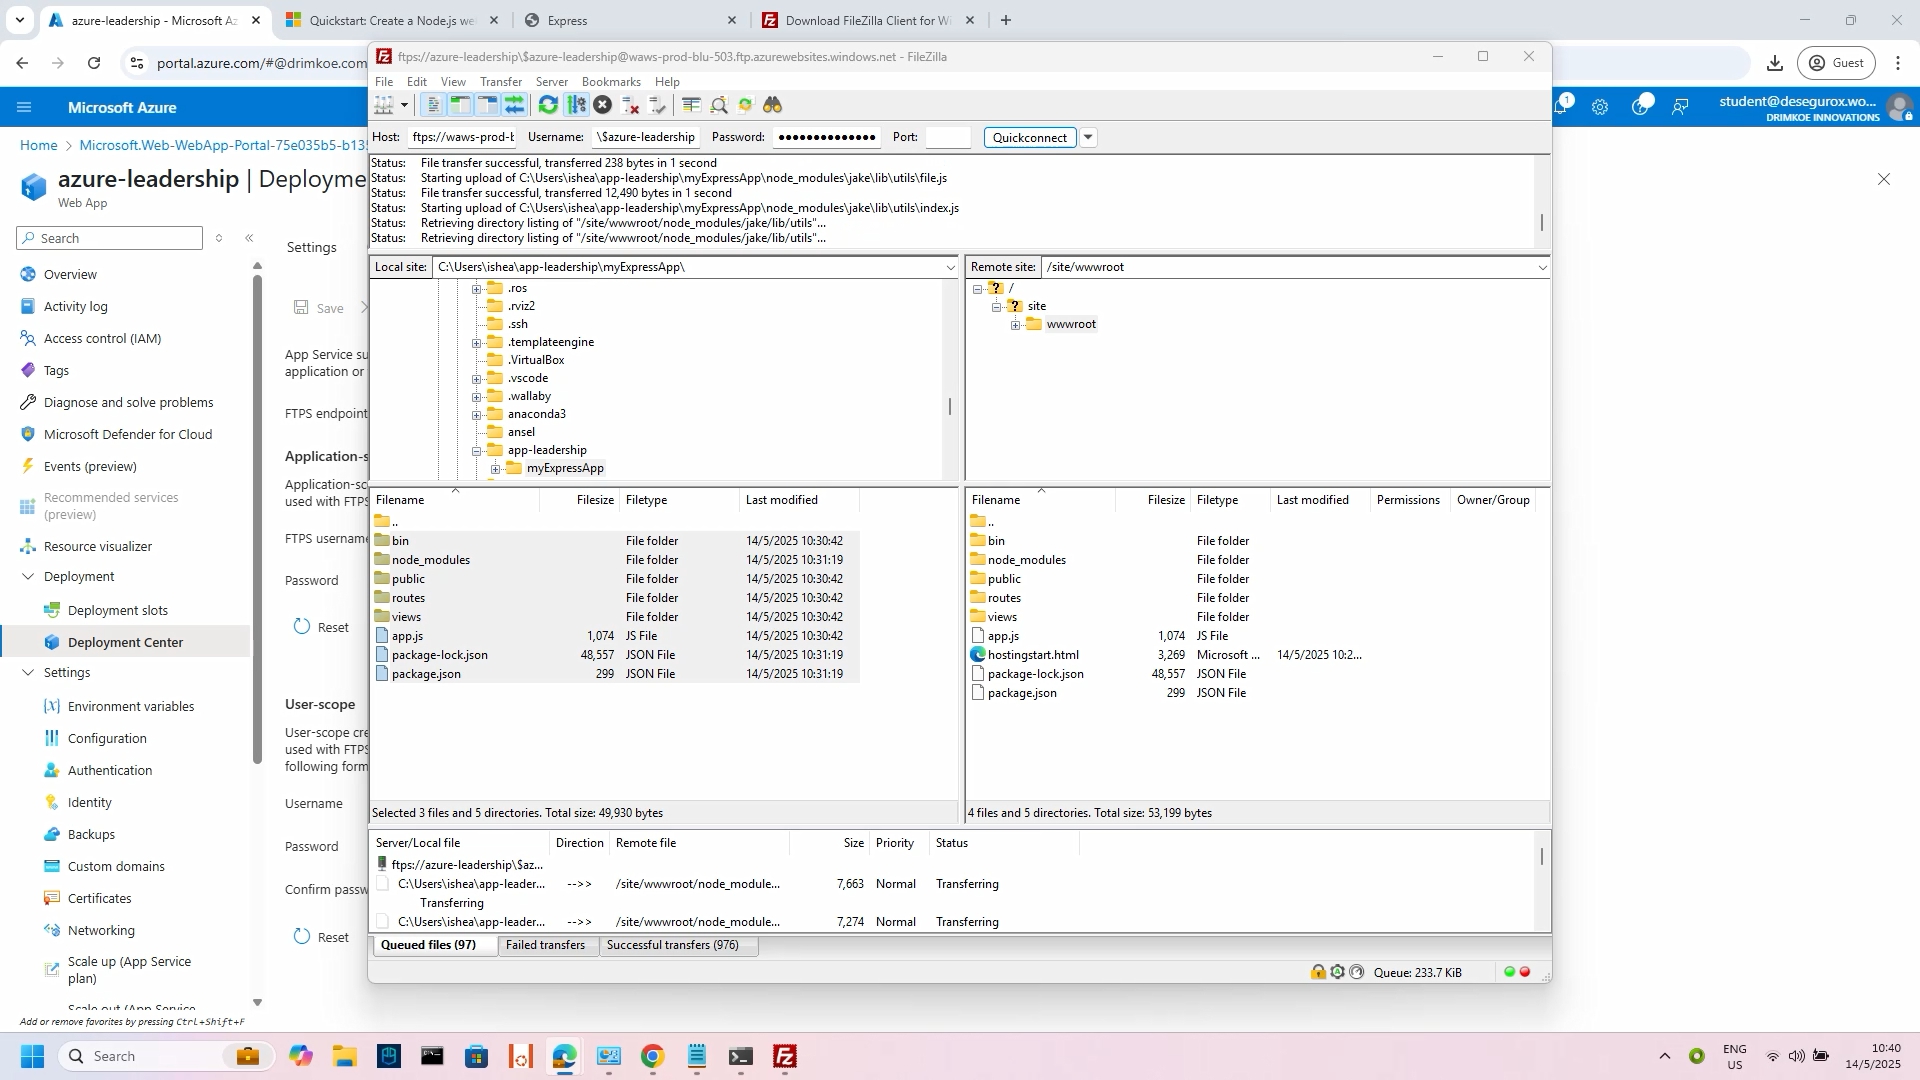 azure-leadership - Microsoft Az
Quickstart: Create a Node.js we
Express
Download FileZilla Client for Wi
portal.azure.com/#@drimkoe.com
Guest
Microsoft Azure
1
student@desegurox.wo...
DRIMKOE INNOVATIONS
Home > Microsoft.Web-WebApp-Portal-75e035b5-b135
azure-leadership | Deployme
Web App
Search
Overview
Activity log
Access control (IAM)
Tags
Diagnose and solve problems
Microsoft Defender for Cloud
Events (preview)
Recommended services
(preview)
Resource visualizer
Deployment
Deployment slots
Deployment Center
Settings
Environment variables
Configuration
Authentication
Identity
Backups
Custom domains
Certificates
Networking
Scale up (App Service
plan)
Scale out (App Service
Add or remove favorites by pressing Ctrl+Shift+F
Settings
Save
App Service su
application or
FTPS endpoint
Application-s
Application-sc
used with FTPS
FTPS username
Password
Reset
User-scope
User-scope cre
used with FTPS
following form
Username
Password
Confirm passw
Reset
ftps://azure-leadership\$azure-leadership@waws-prod-blu-503.ftp.azurewebsites.windows.net - FileZilla
File Edit View Transfer Server Bookmarks Help
Host: ftps://waws-prod-b Username: \$azure-leadership Password: ●●●●●●●●●●●●●● Port: Quickconnect
Status: File transfer successful, transferred 238 bytes in 1 second
Status: Starting upload of C:\Users\ishea\app-leadership\myExpressApp\node_modules\jake\lib\utils\file.js
Status: File transfer successful, transferred 12,490 bytes in 1 second
Status: Starting upload of C:\Users\ishea\app-leadership\myExpressApp\node_modules\jake\lib\utils\index.js
Status: Retrieving directory listing of "/site/wwwroot/node_modules/jake/lib/utils"...
Status: Retrieving directory listing of "/site/wwwroot/node_modules/jake/lib/utils"...
Local site: C:\Users\ishea\app-leadership\myExpressApp\
.ros
.rviz2
.ssh
.templateengine
.VirtualBox
.vscode
.wallaby
anaconda3
ansel
app-leadership
myExpressApp
Remote site: /site/wwwroot
/
site
wwwroot
Filename Filesize Filetype Last modified
..
bin File folder 14/5/2025 10:30:42
node_modules File folder 14/5/2025 10:31:19
public File folder 14/5/2025 10:30:42
routes File folder 14/5/2025 10:30:42
views File folder 14/5/2025 10:30:42
app.js 1,074 JS File 14/5/2025 10:30:42
package-lock.json 48,557 JSON File 14/5/2025 10:31:19
package.json 299 JSON File 14/5/2025 10:31:19
Selected 3 files and 5 directories. Total size: 49,930 bytes
Filename Filesize Filetype Last modified Permissions Owner/Group
..
bin File folder
node_modules File folder
public File folder
routes File folder
views File folder
app.js 1,074 JS File
hostingstart.html 3,269 Microsoft ... 14/5/2025 10:2...
package-lock.json 48,557 JSON File
package.json 299 JSON File
4 files and 5 directories. Total size: 53,199 bytes
Server/Local file Direction Remote file Size Priority Status
ftps://azure-leadership\$az...
C:\Users\ishea\app-leader... -->> /site/wwwroot/node_module... 7,663 Normal Transferring
Transferring
C:\Users\ishea\app-leader... -->> /site/wwwroot/node_module... 7,274 Normal Transferring
Queued files (97) Failed transfers Successful transfers (976)
Queue: 233.7 KiB
Search
ENG
US
10:40
14/5/2025